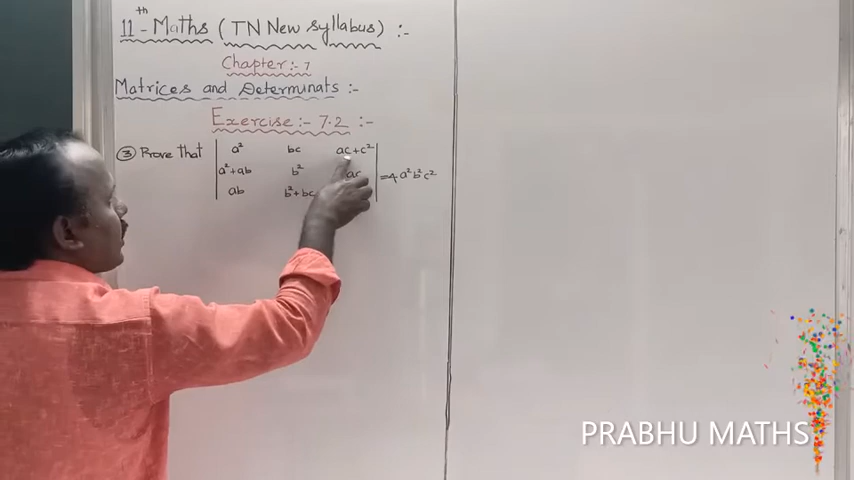 11th - Maths (TN New syllabus) :-
Chapter :- 7
Matrices and Determinats :-
Exercise :- 7.2 :-
③ Prove that | a² bc ac+c² |
| a²+ab b² ac | = 4a²b²c²
| ab b²+bc
PRABHU MATHS